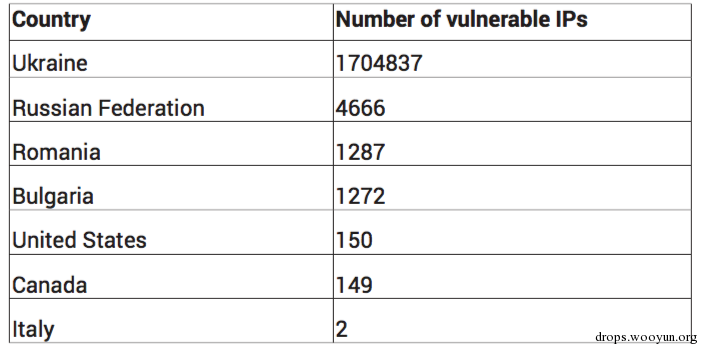 Country Number of vulnerable IPs
Ukraine 1704837
Russian Federation 4666
Romania 1287
Bulgaria 1272
United States 150
Canada 149
Italy 2
drops.wooyun.org